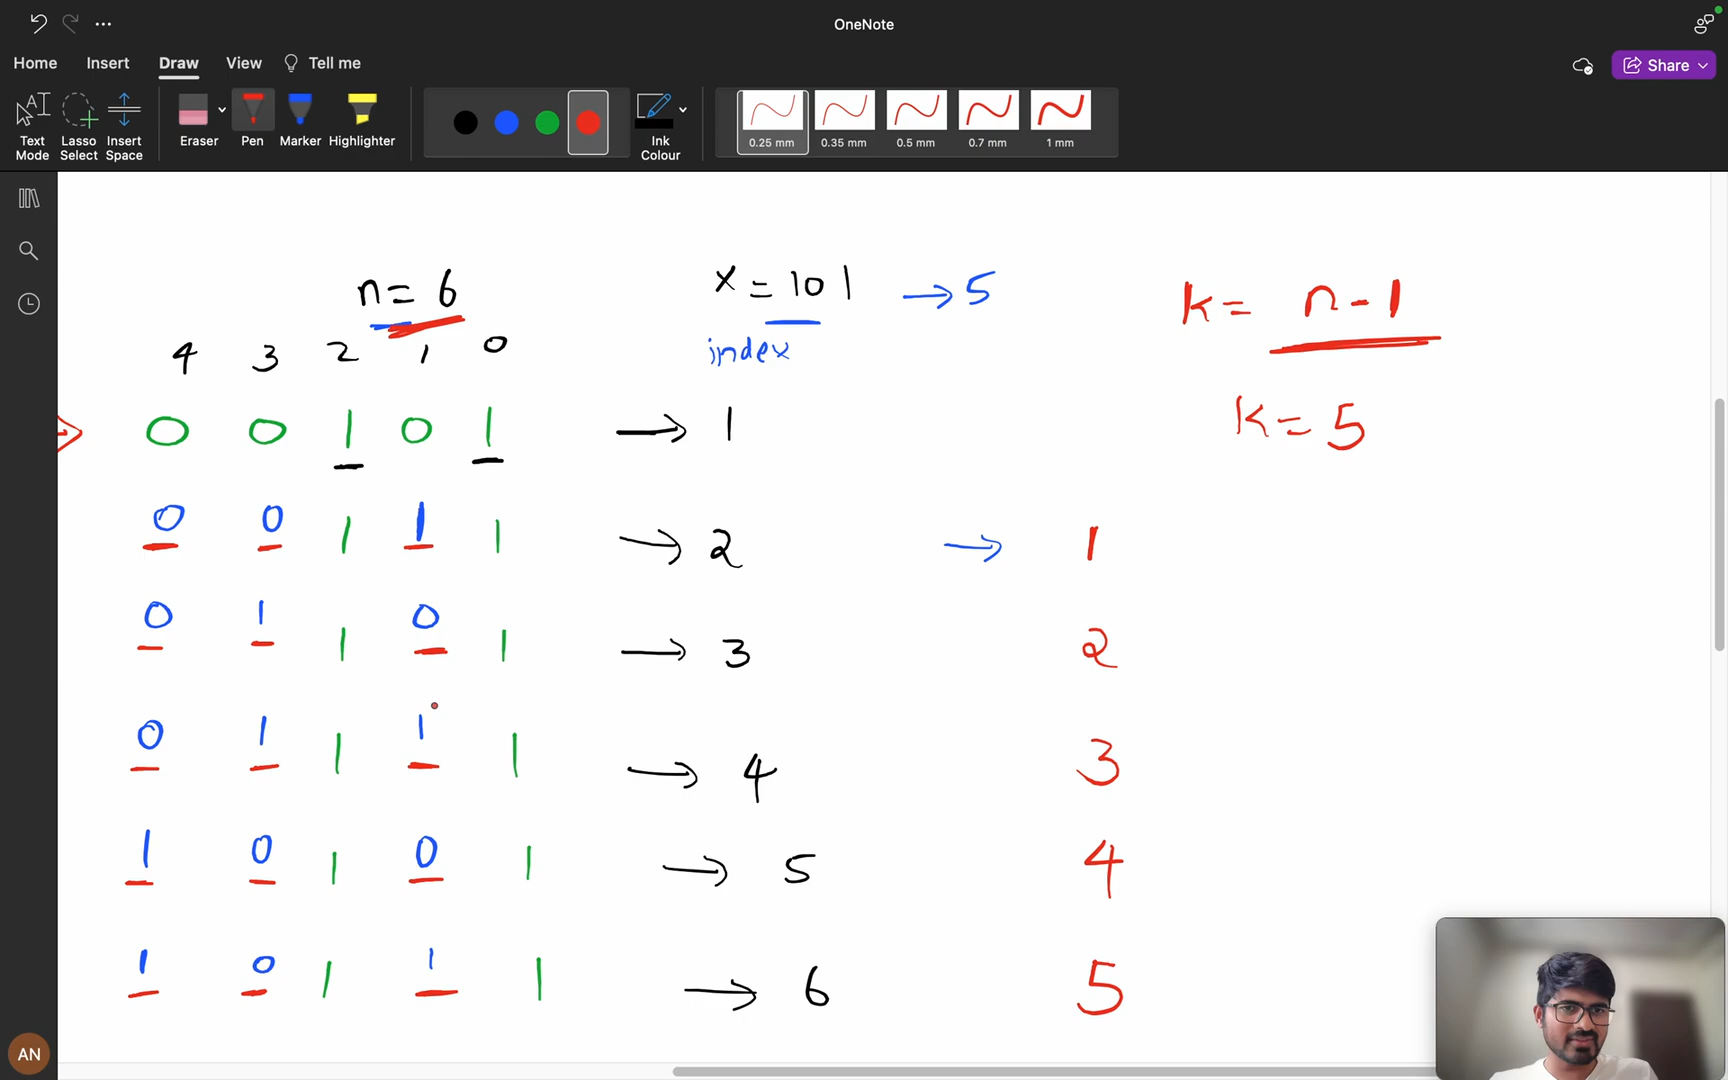 OneNote
Home Insert Draw View Tell me
Share
Text Mode
Lasso Select
Insert Space
Eraser
Pen
Marker
Highlighter
Ink Colour
0.25 mm
0.35 mm
0.5 mm
0.7 mm
1 mm
n = 6
x = 101 → 5
k = n - 1
index
4 3 2 1 0
k = 5
0 0 1 0 1 → 1
0 0 1 1 1 → 2 → 1
0 1 1 0 1 → 3 2
0 1 1 1 1 → 4 3
1 0 1 0 1 → 5 4
1 0 1 1 1 → 6 5
AN